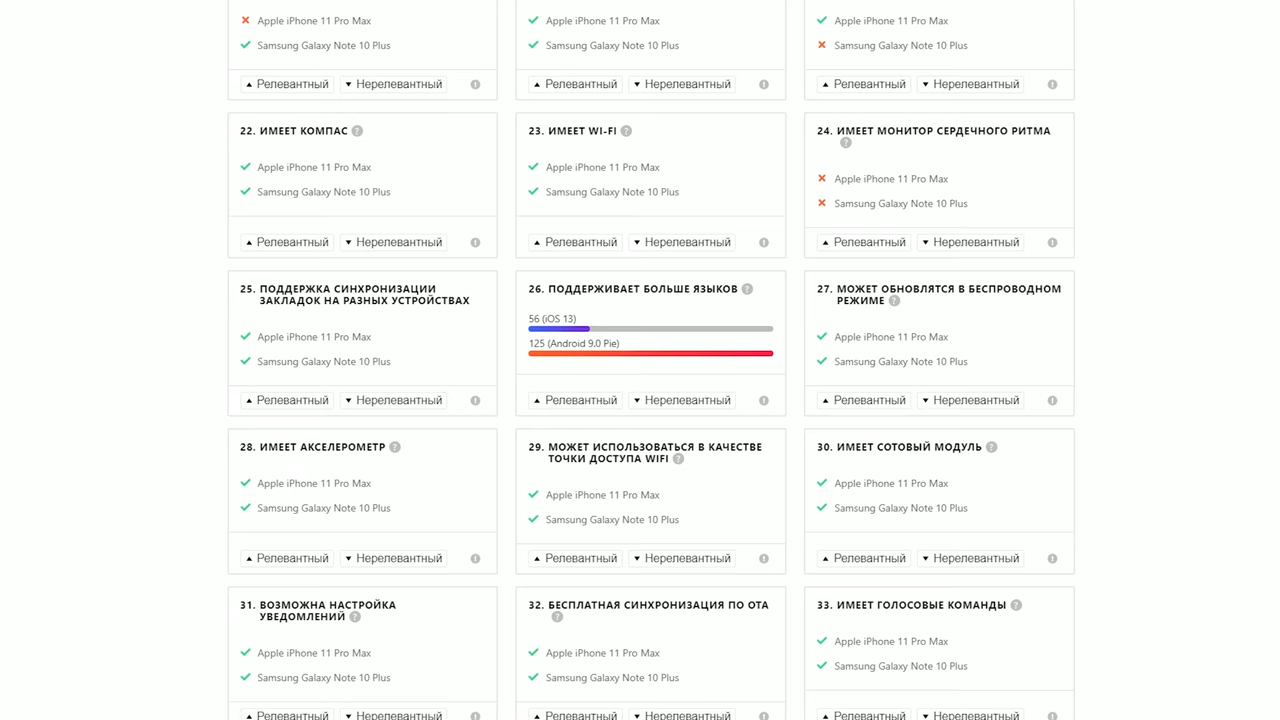 Apple iPhone 11 Pro Max
Samsung Galaxy Note 10 Plus
Релевантный Нерелевантный
Apple iPhone 11 Pro Max
Samsung Galaxy Note 10 Plus
Релевантный Нерелевантный
Apple iPhone 11 Pro Max
Samsung Galaxy Note 10 Plus
Релевантный Нерелевантный
22. ИМЕЕТ КОМПАС
Apple iPhone 11 Pro Max
Samsung Galaxy Note 10 Plus
Релевантный Нерелевантный
23. ИМЕЕТ WI-FI
Apple iPhone 11 Pro Max
Samsung Galaxy Note 10 Plus
Релевантный Нерелевантный
24. ИМЕЕТ МОНИТОР СЕРДЕЧНОГО РИТМА
Apple iPhone 11 Pro Max
Samsung Galaxy Note 10 Plus
Релевантный Нерелевантный
25. ПОДДЕРЖКА СИНХРОНИЗАЦИИ
ЗАКЛАДОК НА РАЗНЫХ УСТРОЙСТВАХ
Apple iPhone 11 Pro Max
Samsung Galaxy Note 10 Plus
Релевантный Нерелевантный
26. ПОДДЕРЖИВАЕТ БОЛЬШЕ ЯЗЫКОВ
56 (iOS 13)
125 (Android 9.0 Pie)
Релевантный Нерелевантный
27. МОЖЕТ ОБНОВЛЯТСЯ В БЕСПРОВОДНОМ
РЕЖИМЕ
Apple iPhone 11 Pro Max
Samsung Galaxy Note 10 Plus
Релевантный Нерелевантный
28. ИМЕЕТ АКСЕЛЕРОМЕТР
Apple iPhone 11 Pro Max
Samsung Galaxy Note 10 Plus
Релевантный Нерелевантный
29. МОЖЕТ ИСПОЛЬЗОВАТЬСЯ В КАЧЕСТВЕ
ТОЧКИ ДОСТУПА WIFI
Apple iPhone 11 Pro Max
Samsung Galaxy Note 10 Plus
Релевантный Нерелевантный
30. ИМЕЕТ СОТОВЫЙ МОДУЛЬ
Apple iPhone 11 Pro Max
Samsung Galaxy Note 10 Plus
Релевантный Нерелевантный
31. ВОЗМОЖНА НАСТРОЙКА
УВЕДОМЛЕНИЙ
Apple iPhone 11 Pro Max
Samsung Galaxy Note 10 Plus
Релевантный Нерелевантный
32. БЕСПЛАТНАЯ СИНХРОНИЗАЦИЯ ПО ОТА
Apple iPhone 11 Pro Max
Samsung Galaxy Note 10 Plus
Релевантный Нерелевантный
33. ИМЕЕТ ГОЛОСОВЫЕ КОМАНДЫ
Apple iPhone 11 Pro Max
Samsung Galaxy Note 10 Plus
Релевантный Нерелевантный